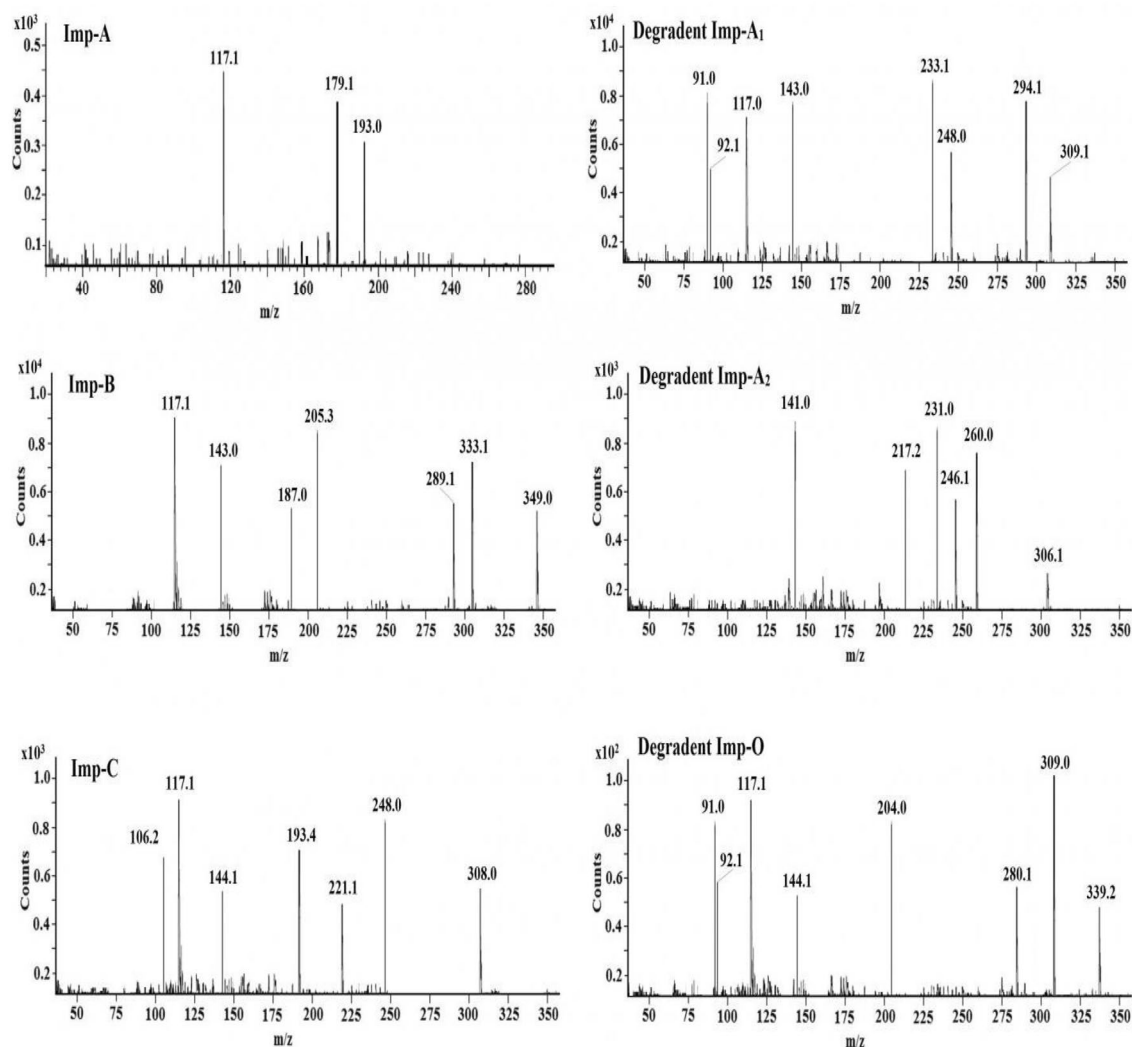 Imp-A
x10³
0.5
0.4
0.3
0.2
0.1
Counts
117.1
179.1
193.0
40 80 120 160 200 240 280
m/z
Degradent Imp-A₁
x10⁴
1.0
0.8
0.6
0.4
0.2
Counts
91.0
92.1
117.0
143.0
233.1
248.0
294.1
309.1
50 75 100 125 150 175 200 225 250 275 300 325 350
m/z
Imp-B
x10⁴
1.0
0.8
0.6
0.4
0.2
Counts
117.1
143.0
187.0
205.3
289.1
333.1
349.0
50 75 100 125 150 175 200 225 250 275 300 325 350
m/z
Degradent Imp-A₂
x10³
1.0
0.8
0.6
0.4
0.2
Counts
141.0
217.2
231.0
246.1
260.0
306.1
50 75 100 125 150 175 200 225 250 275 300 325 350
m/z
Imp-C
x10³
1.0
0.8
0.6
0.4
0.2
Counts
106.2
117.1
144.1
193.4
221.1
248.0
308.0
50 75 100 125 150 175 200 225 250 275 300 325 350
m/z
Degradent Imp-O
x10²
1.0
0.8
0.6
0.4
0.2
Counts
91.0
92.1
117.1
144.1
204.0
280.1
309.0
339.2
50 75 100 125 150 175 200 225 250 275 300 325 350
m/z